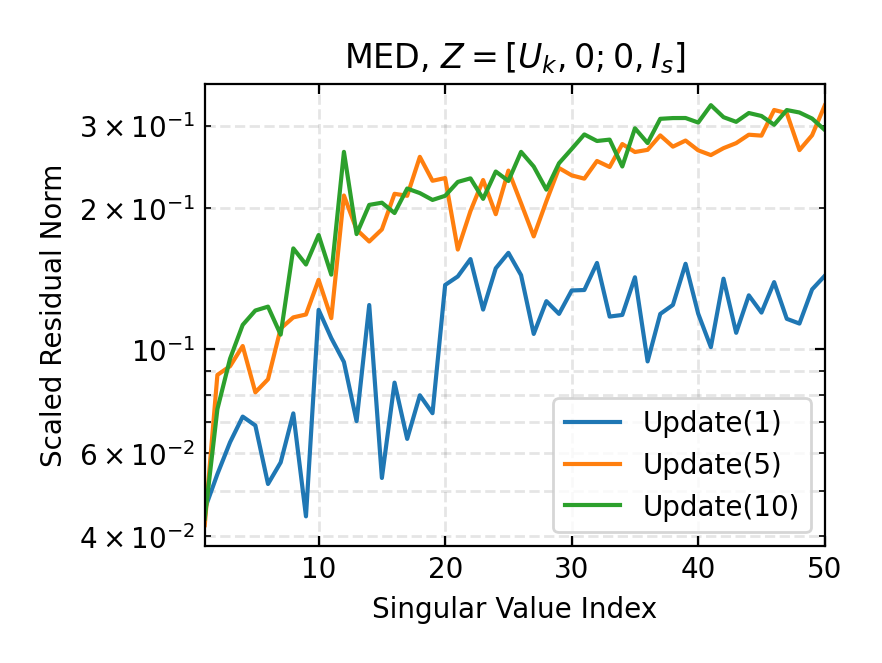 MED, $Z = [U_k, 0; 0, I_s]$
Scaled Residual Norm
3 × 10⁻¹
2 × 10⁻¹
10⁻¹
6 × 10⁻²
4 × 10⁻²
Update(1)
Update(5)
Update(10)
10 20 30 40 50
Singular Value Index